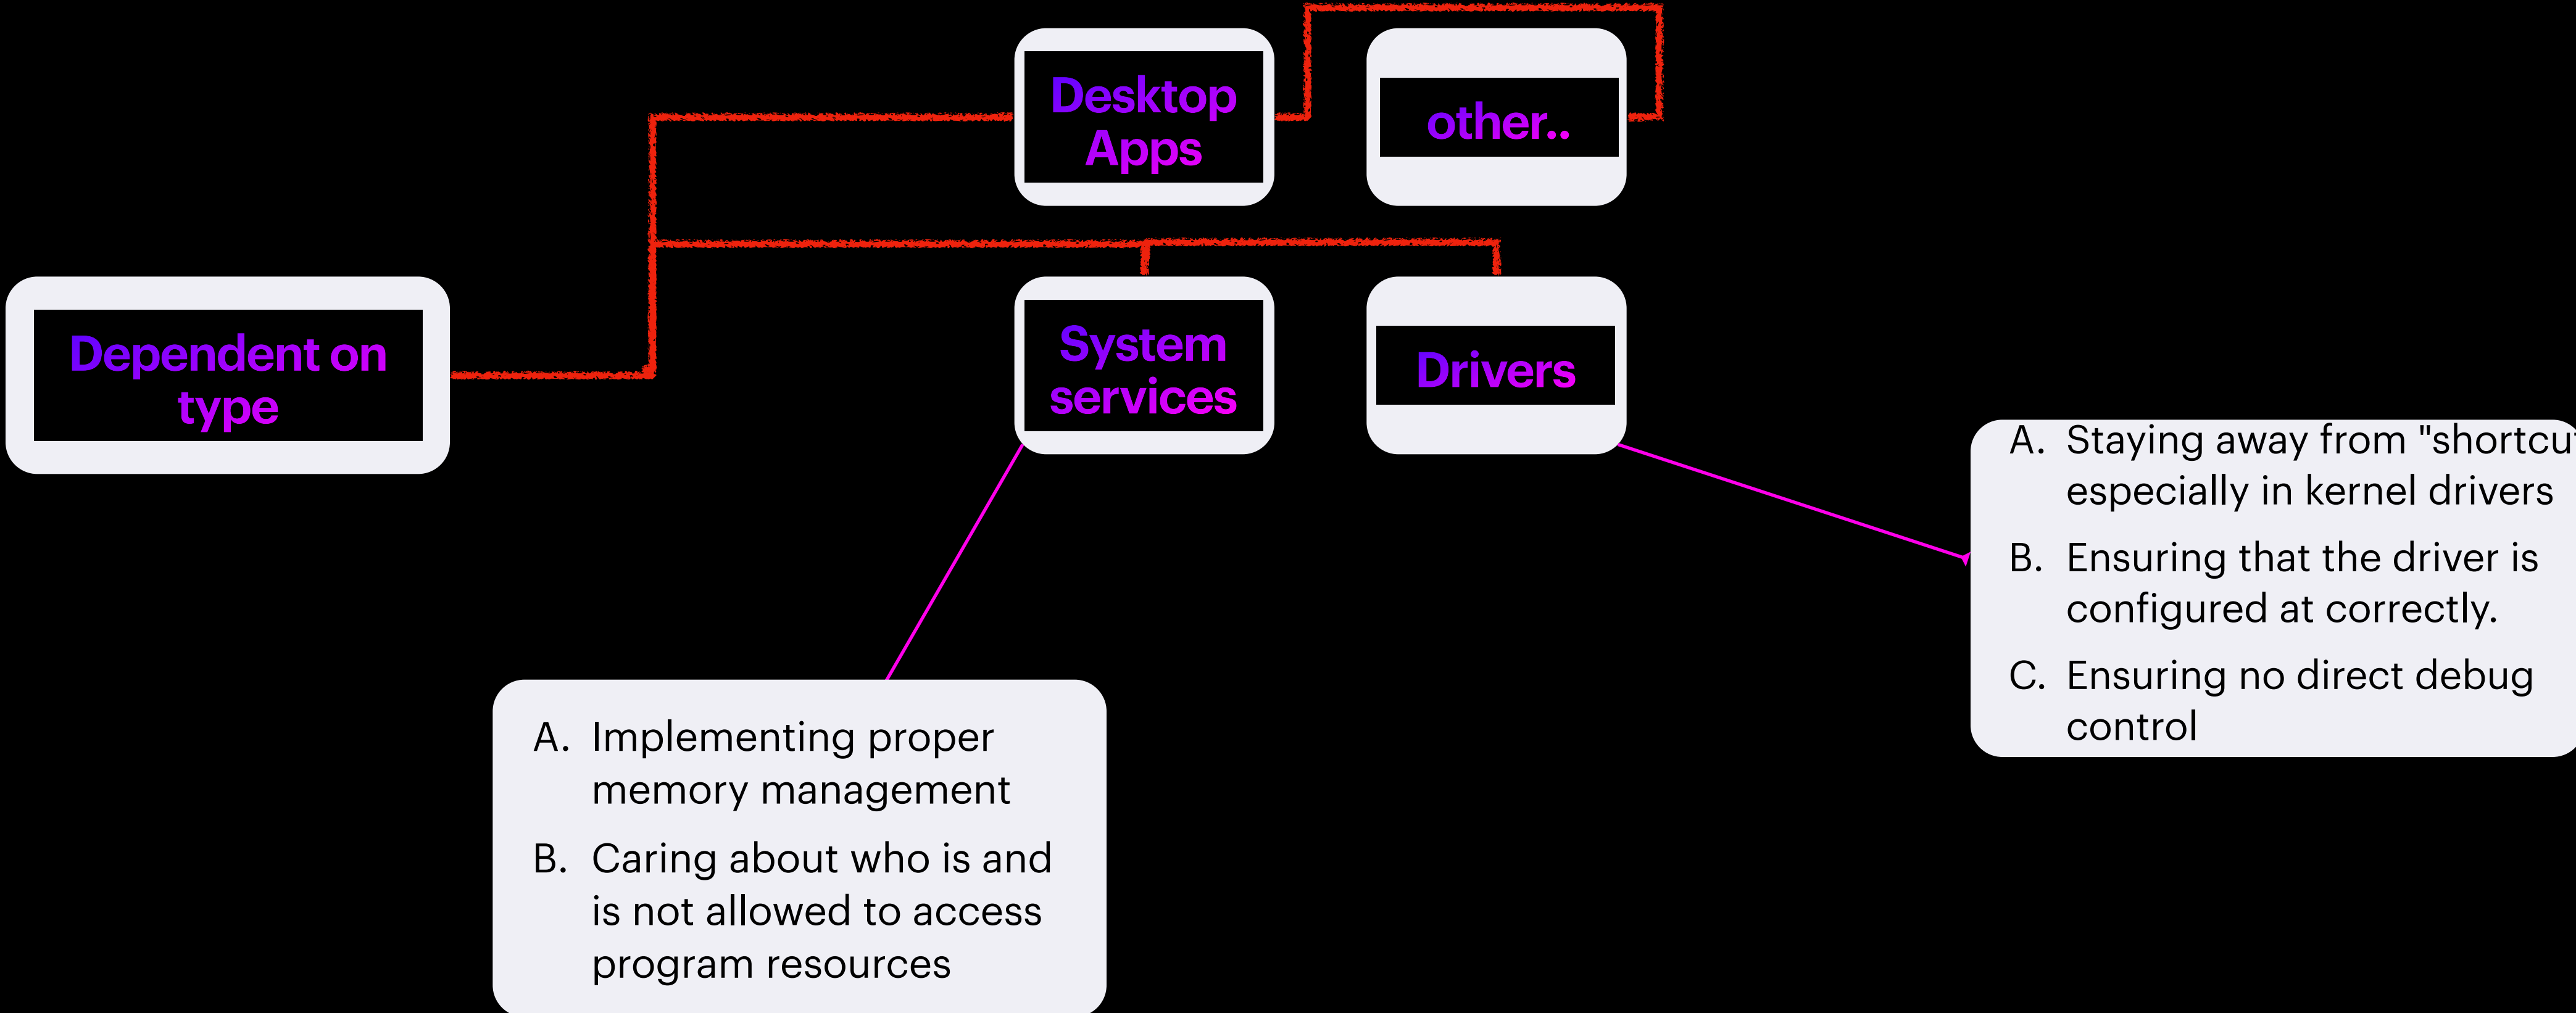 Desktop
Apps
other..
Dependent on
type
System
services
Drivers
A. Staying away from "shortcu
especially in kernel drivers
B. Ensuring that the driver is
configured at correctly.
C. Ensuring no direct debug
control
A. Implementing proper
memory management
B. Caring about who is and
is not allowed to access
program resources